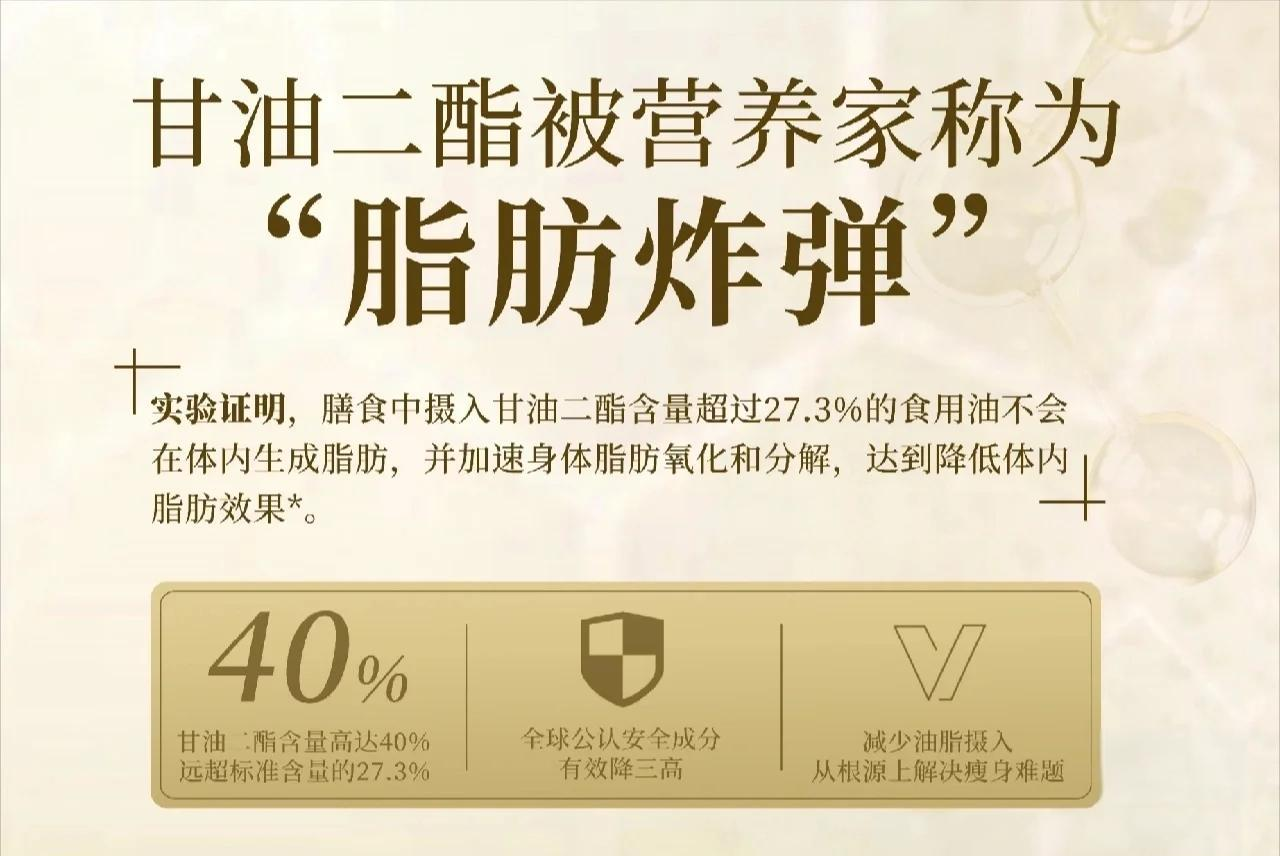 甘油二酯被营养家称为
“脂肪炸弹”
实验证明，膳食中摄入甘油二酯含量超过27.3%的食用油不会
在体内生成脂肪，并加速身体脂肪氧化和分解，达到降低体内
脂肪效果*。
40%
甘油二酯含量高达40%
远超标准含量的27.3%
全球公认安全成分
有效降三高
减少油脂摄入
从根源上解决瘦身难题